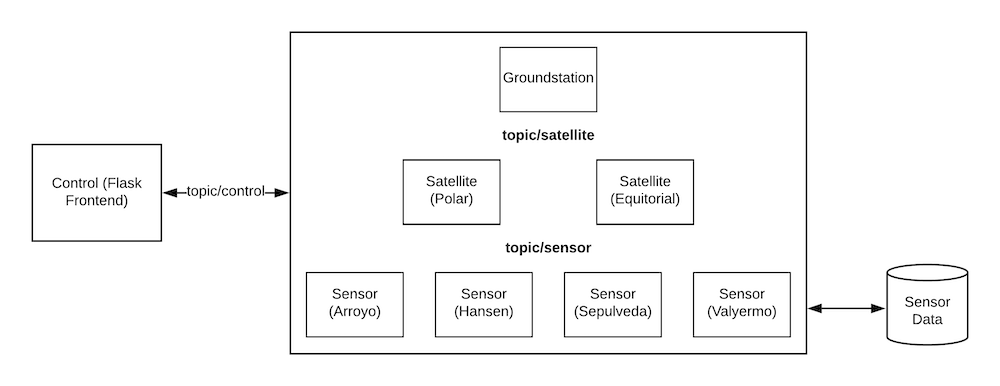 Groundstation
topic/satellite
Control (Flask
Frontend)
topic/control
Satellite
(Polar)
Satellite
(Equitorial)
topic/sensor
Sensor
(Arroyo)
Sensor
(Hansen)
Sensor
(Sepulveda)
Sensor
(Valyermo)
Sensor
Data